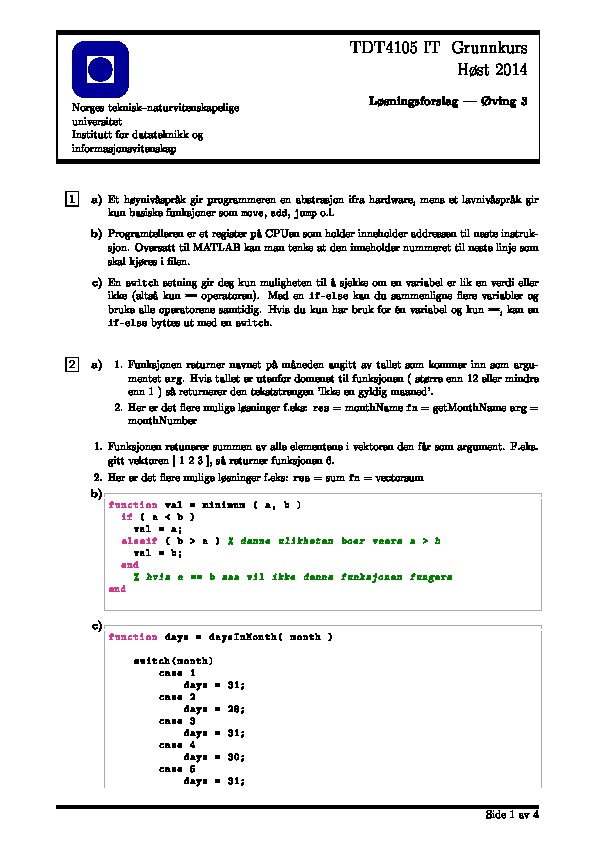 TDT4105 IT Grunnkurs
Høst 2014
Løsningsforslag — Øving 3
Norges teknisk–naturvitenskapelige
universitet
Institutt for datateknikk og
informasjonsvitenskap
1 a) Et høynivåspråk gir programmeren en abstrasjon ifra hardware, mens et lavnivåspråk gir
kun basiske funksjoner som move, add, jump o.l.
b) Programtelleren er et register på CPUen som holder inneholder addressen til neste instruk-
sjon. Oversatt til MATLAB kan man tenke at den inneholder nummeret til neste linje som
skal kjøres i filen.
c) En switch setning gir deg kun muligheten til å sjekke om en variabel er lik en verdi eller
ikke (altså kun == operatoren). Med en if-else kan du sammenligne flere variabler og
bruke alle operatorene samtidig. Hvis du kun har bruk for én variabel og kun ==, kan en
if-else byttes ut med en switch.
2 a) 1. Funksjonen returner navnet på måneden angitt av tallet som kommer inn som argu-
mentet arg. Hvis tallet er utenfor domenet til funksjonen ( større enn 12 eller mindre
enn 1 ) så returnerer den tekststrengen 'Ikke en gyldig maaned'.
2. Her er det flere mulige løsninger f.eks: res = monthName fn = getMonthName arg =
monthNumber
1. Funksjonen retunerer summen av alle elementene i vektoren den får som argument. F.eks.
gitt vektoren [ 1 2 3 ], så returner funksjonen 6.
2. Her er det flere mulige løsninger f.eks: res = sum fn = vectorsum
b)
function val = minimum ( a, b )
if ( a < b )
val = a;
elseif ( b > a ) % denne ulikheten boer vaere a > b
val = b;
end
% hvis a == b saa vil ikke denne funksjonen fungere
end
c)
function days = daysInMonth( month )
switch(month)
case 1
days = 31;
case 2
days = 28;
case 3
days = 31;
case 4
days = 30;
case 5
days = 31;
Side 1 av 4